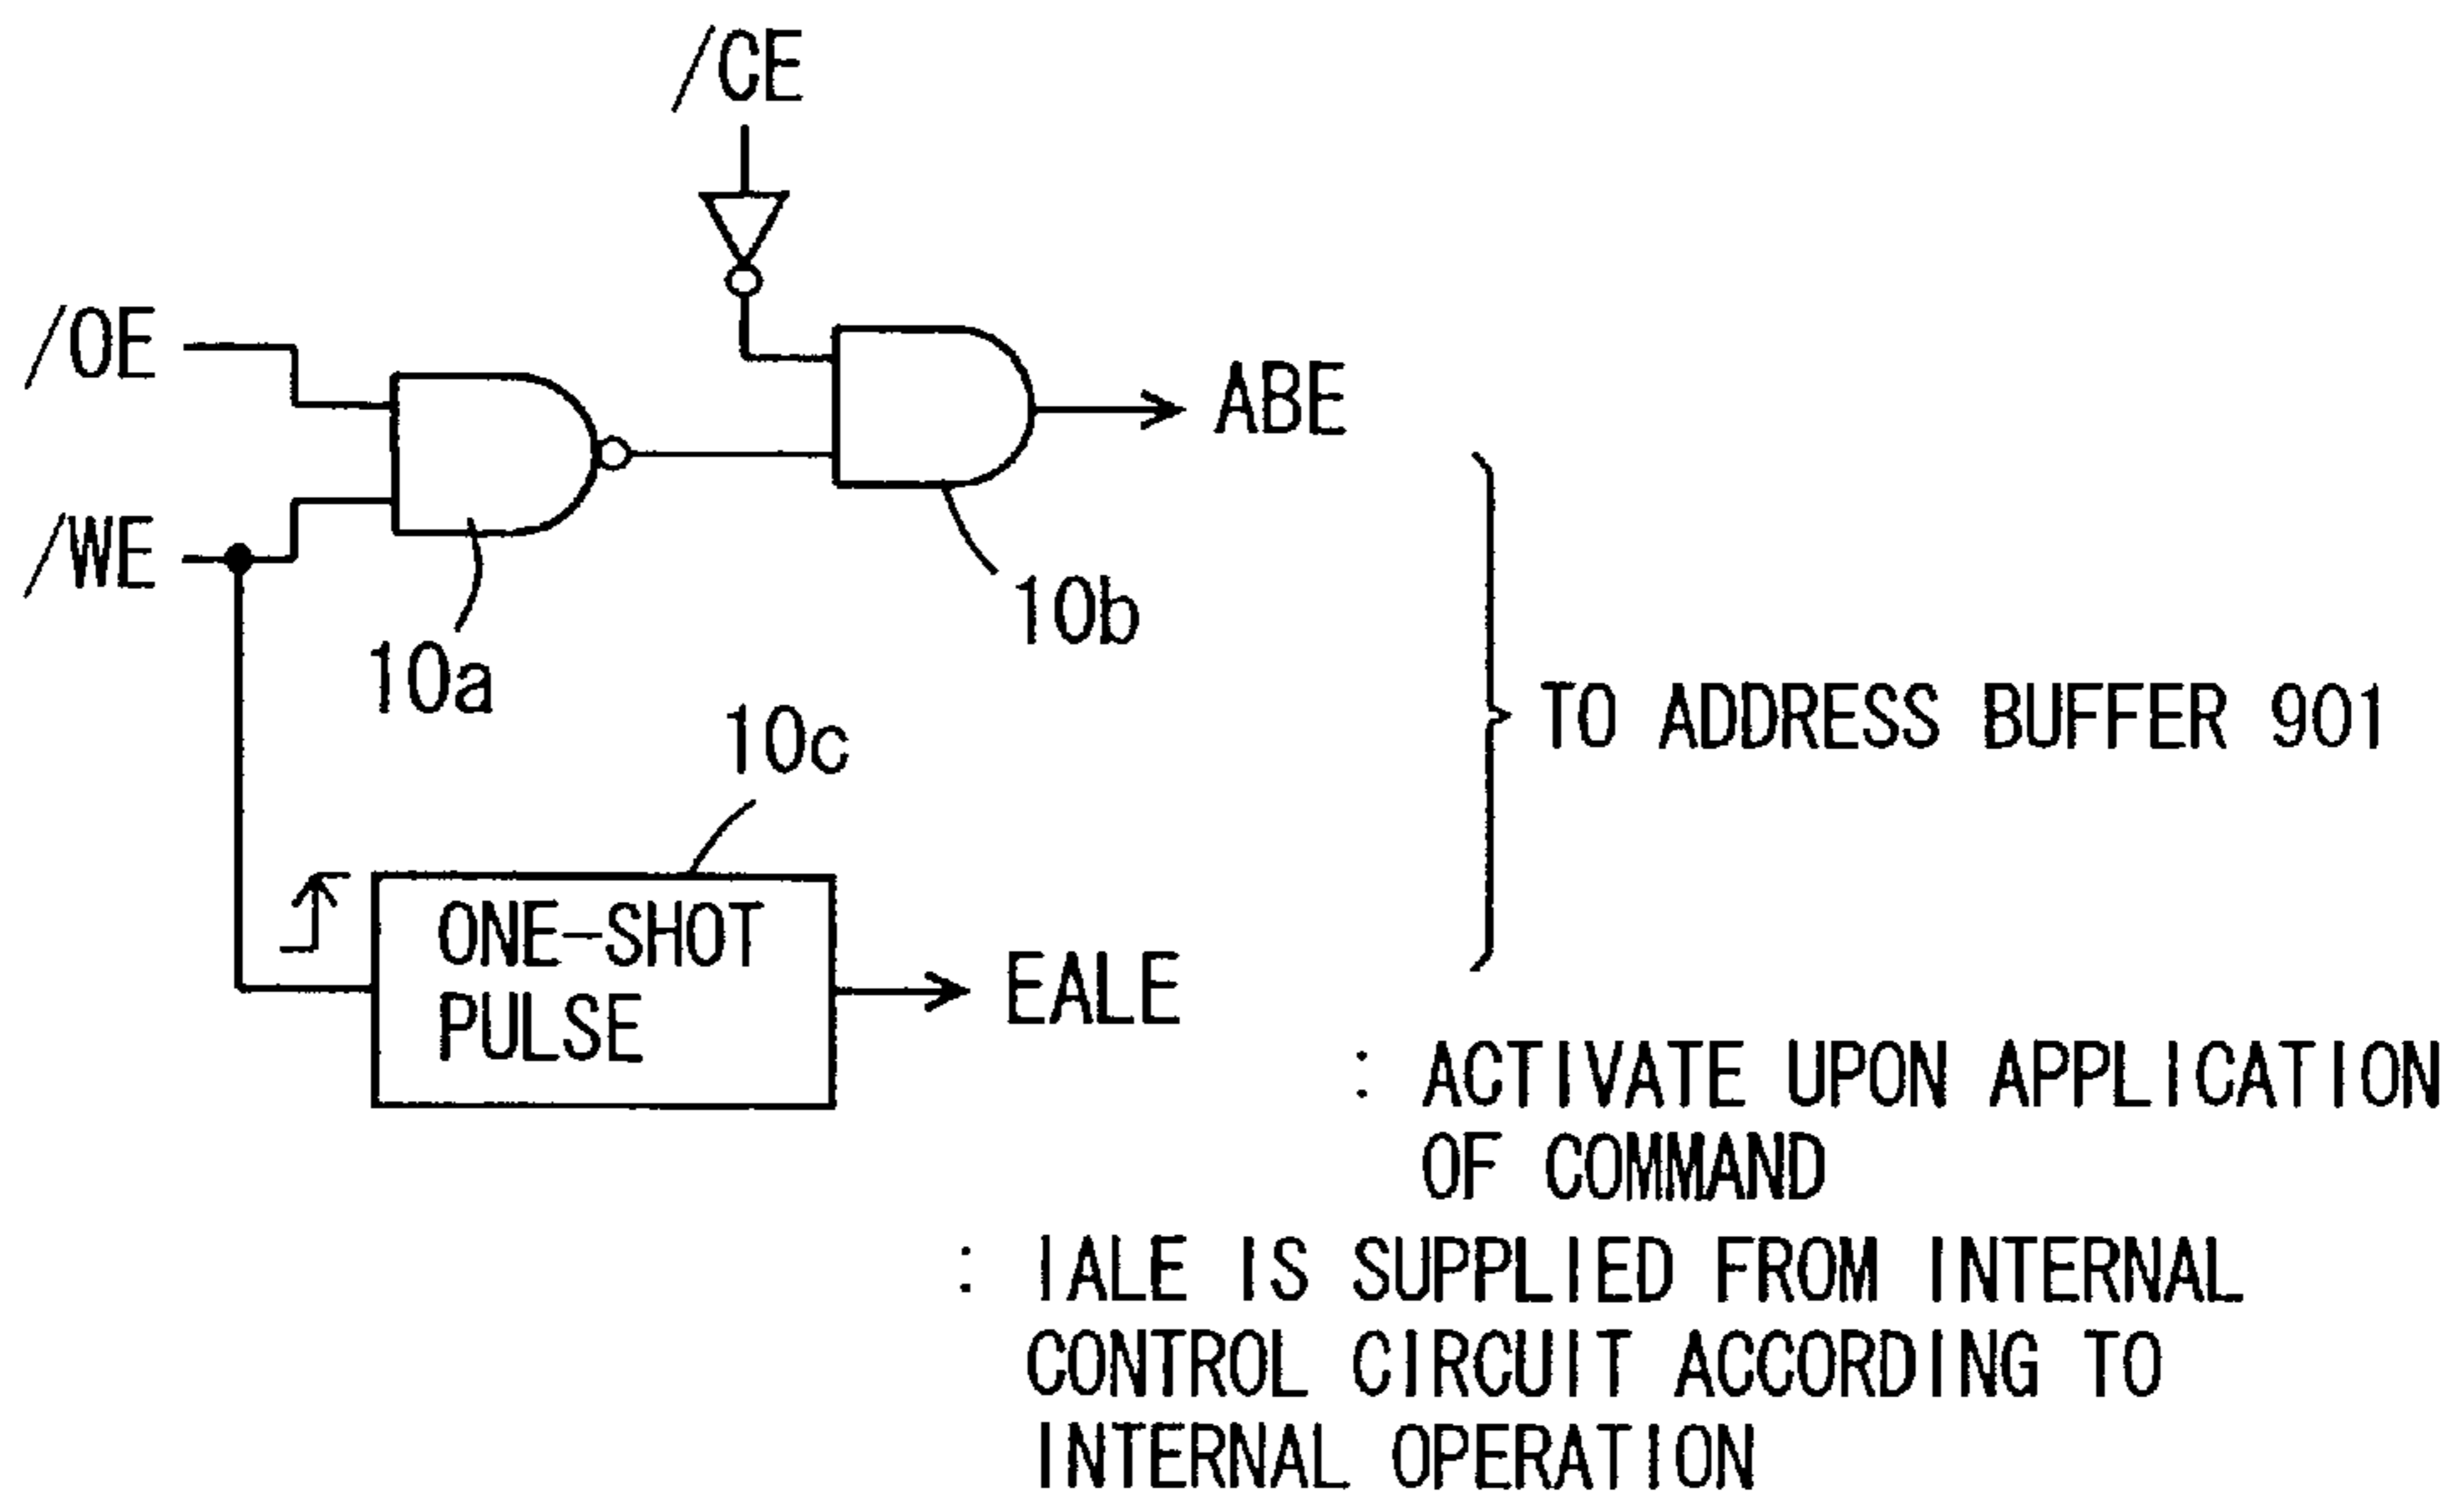 /CE
/OE
ABE
/WE
10b
10a
TO ADDRESS BUFFER 901
10c
ONE-SHOT
PULSE
EALE
: ACTIVATE UPON APPLICATION
OF COMMAND
: IALE IS SUPPLIED FROM INTERNAL
CONTROL CIRCUIT ACCORDING TO
INTERNAL OPERATION